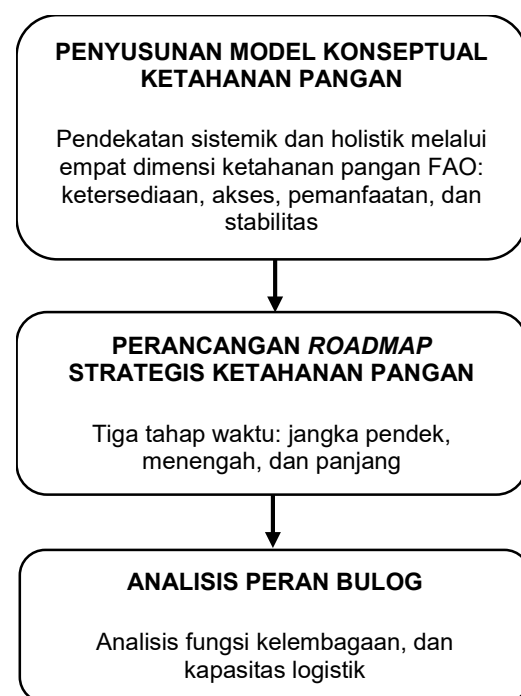 PENYUSUNAN MODEL KONSEPTUAL
KETAHANAN PANGAN
Pendekatan sistemik dan holistik melalui
empat dimensi ketahanan pangan FAO:
ketersediaan, akses, pemanfaatan, dan
stabilitas
PERANCANGAN ROADMAP
STRATEGIS KETAHANAN PANGAN
Tiga tahap waktu: jangka pendek,
menengah, dan panjang
ANALISIS PERAN BULOG
Analisis fungsi kelembagaan, dan
kapasitas logistik